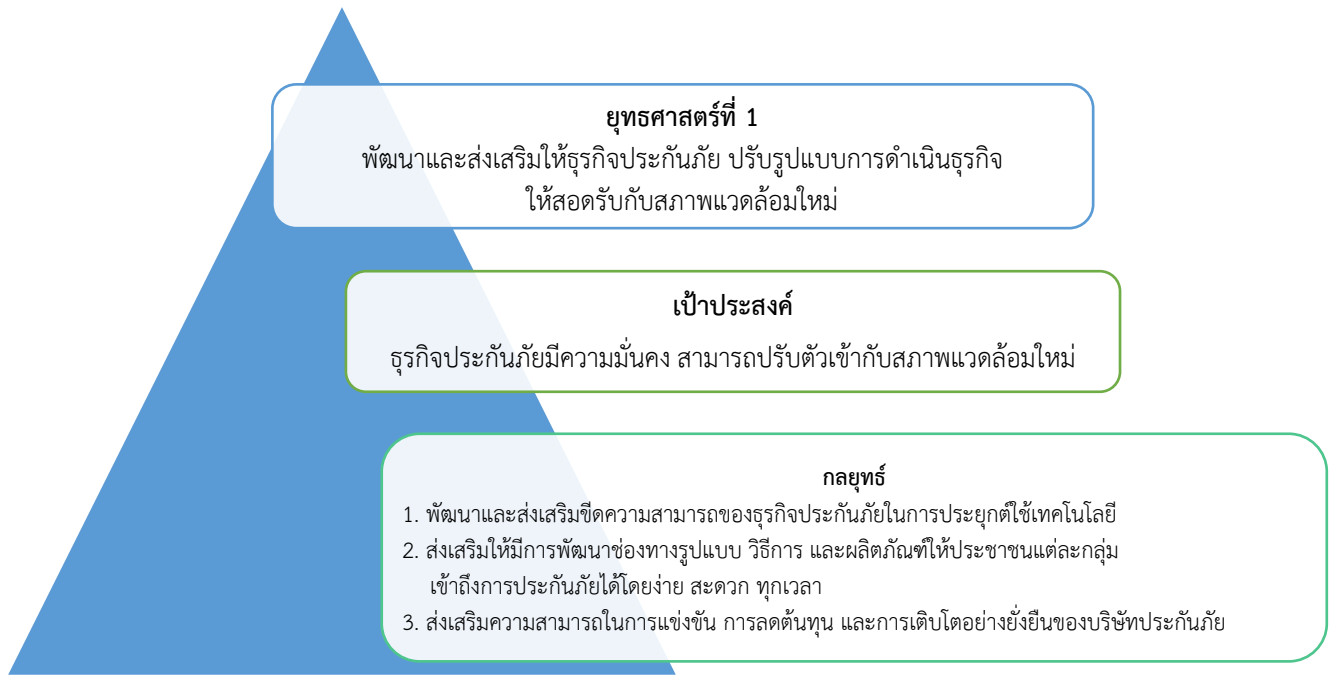 ยุทธศาสตร์ที่ 1
พัฒนาและส่งเสริมให้ธุรกิจประกันภัย ปรับรูปแบบการดำเนินธุรกิจ
ให้สอดรับกับสภาพแวดล้อมใหม่
เป้าประสงค์
ธุรกิจประกันภัยมีความมั่นคง สามารถปรับตัวเข้ากับสภาพแวดล้อมใหม่
กลยุทธ์
1. พัฒนาและส่งเสริมขีดความสามารถของธุรกิจประกันภัยในการประยุกต์ใช้เทคโนโลยี
2. ส่งเสริมให้มีการพัฒนาช่องทางรูปแบบ วิธีการ และผลิตภัณฑ์ให้ประชาชนแต่ละกลุ่ม
เข้าถึงการประกันภัยได้โดยง่าย สะดวก ทุกเวลา
3. ส่งเสริมความสามารถในการแข่งขัน การลดต้นทุน และการเติบโตอย่างยั่งยืนของบริษัทประกันภัย